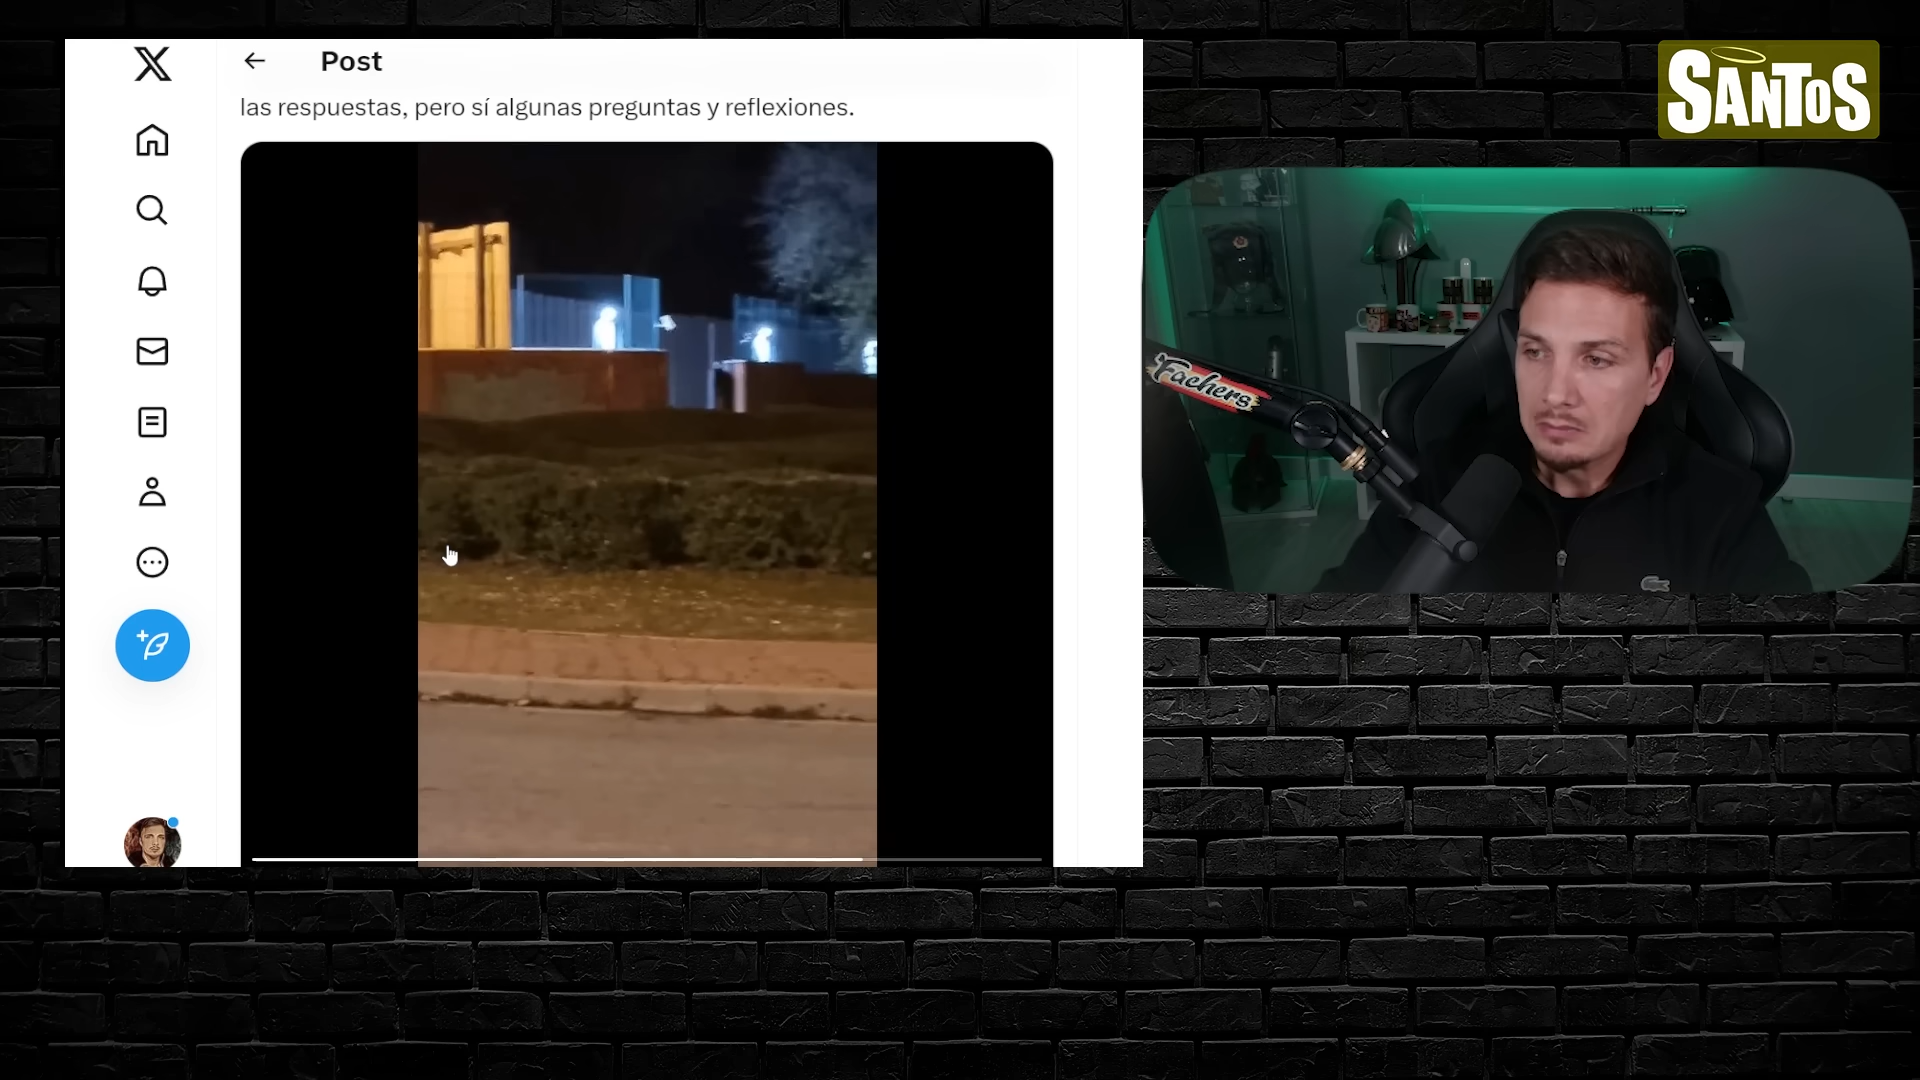 Post
las respuestas, pero sí algunas preguntas y reflexiones.
SANTOS
Fachers